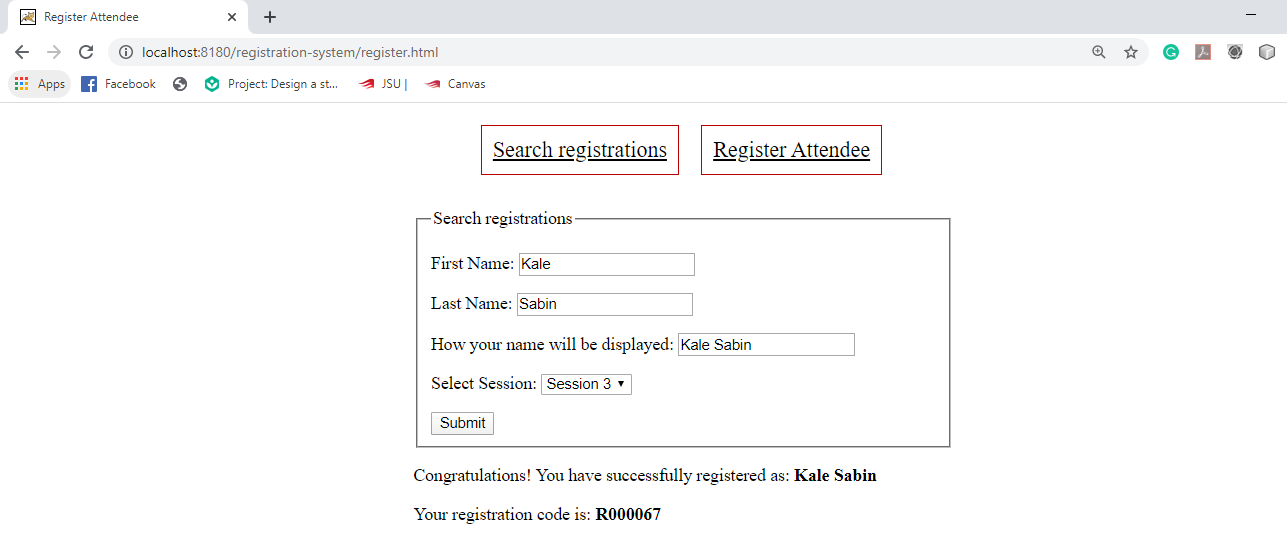 Register Attendee
localhost:8180/registration-system/register.html
Apps Facebook Project: Design a st... JSU | Canvas
Search registrations Register Attendee
Search registrations
First Name: Kale
Last Name: Sabin
How your name will be displayed: Kale Sabin
Select Session: Session 3
Submit
Congratulations! You have successfully registered as: Kale Sabin
Your registration code is: R000067